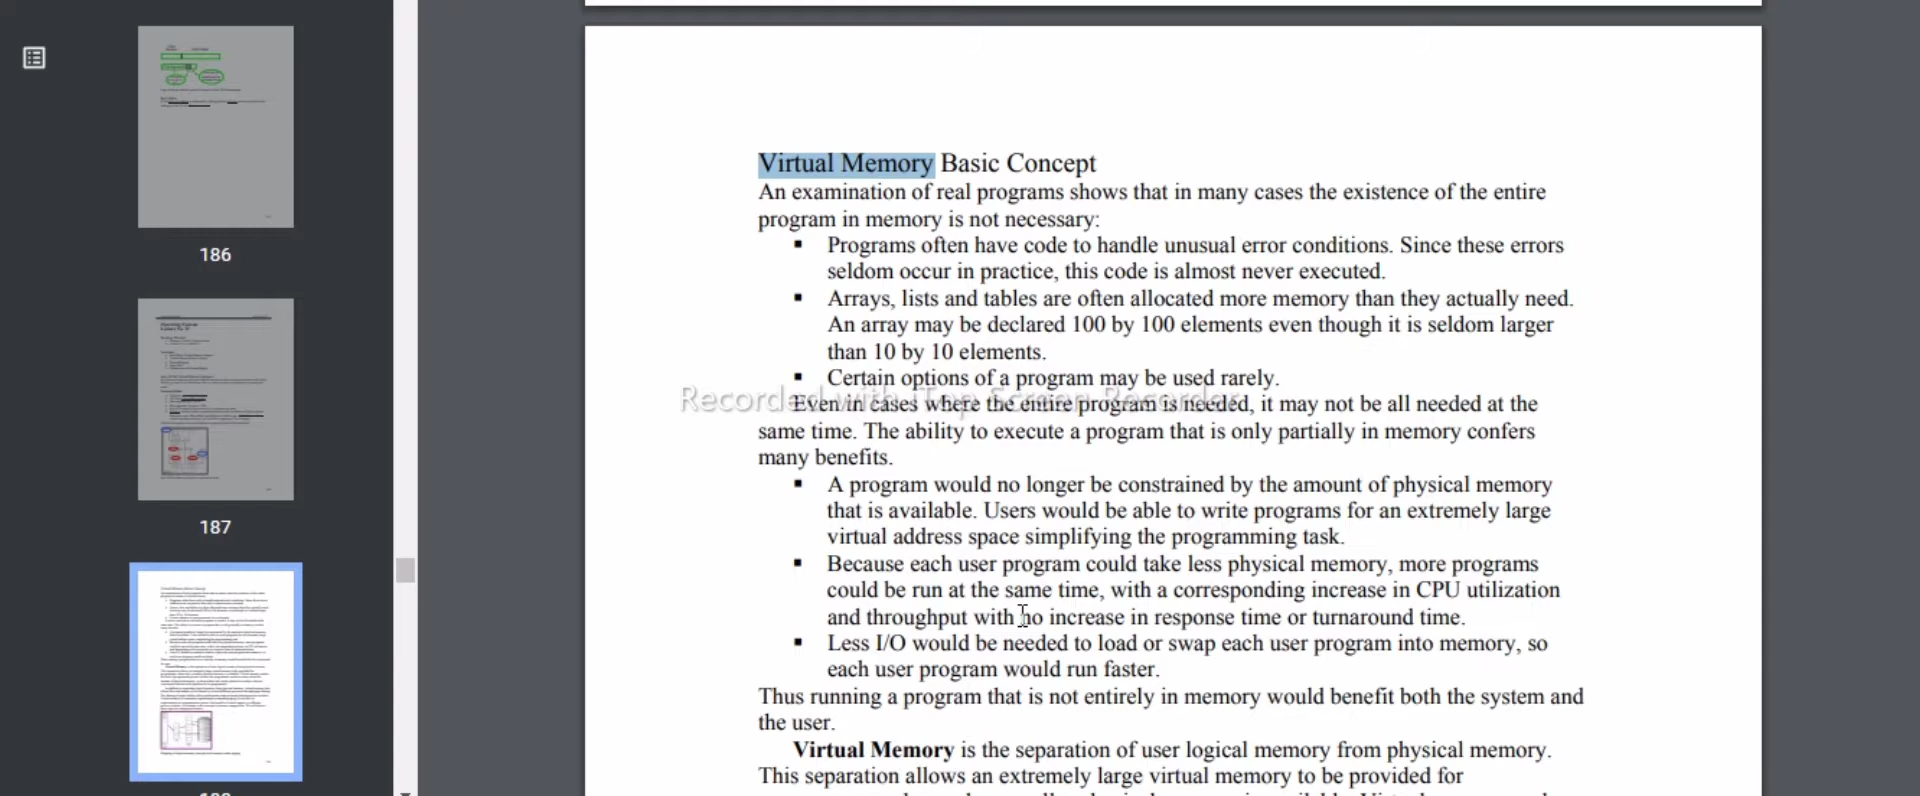 186
187
Virtual Memory Basic Concept
An examination of real programs shows that in many cases the existence of the entire
program in memory is not necessary:
▪ Programs often have code to handle unusual error conditions. Since these errors
seldom occur in practice, this code is almost never executed.
▪ Arrays, lists and tables are often allocated more memory than they actually need.
An array may be declared 100 by 100 elements even though it is seldom larger
than 10 by 10 elements.
▪ Certain options of a program may be used rarely.
Recorded with iTop Screen Recorder
Even in cases where the entire program is needed, it may not be all needed at the
same time. The ability to execute a program that is only partially in memory confers
many benefits.
▪ A program would no longer be constrained by the amount of physical memory
that is available. Users would be able to write programs for an extremely large
virtual address space simplifying the programming task.
▪ Because each user program could take less physical memory, more programs
could be run at the same time, with a corresponding increase in CPU utilization
and throughput with no increase in response time or turnaround time.
▪ Less I/O would be needed to load or swap each user program into memory, so
each user program would run faster.
Thus running a program that is not entirely in memory would benefit both the system and
the user.
Virtual Memory is the separation of user logical memory from physical memory.
This separation allows an extremely large virtual memory to be provided for